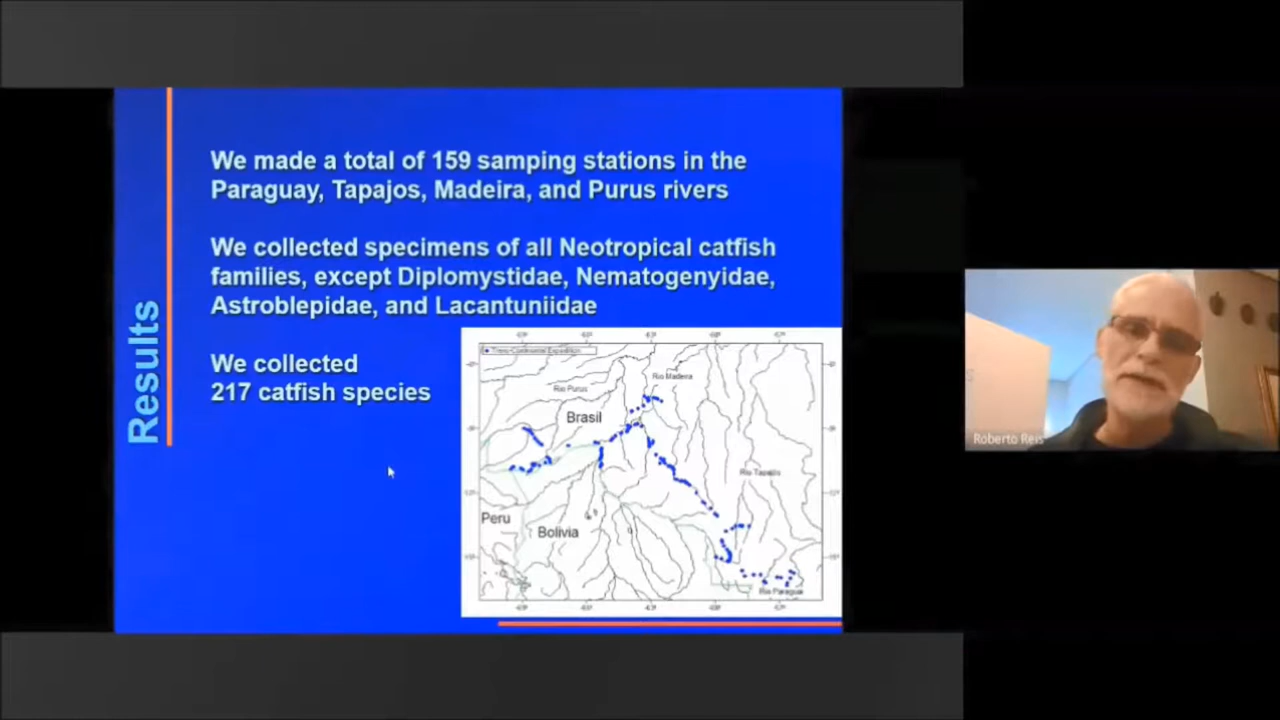 We made a total of 159 samping stations in the
Paraguay, Tapajos, Madeira, and Purus rivers
We collected specimens of all Neotropical catfish
families, except Diplomystidae, Nematogenyidae,
Astroblepidae, and Lacantuniidae
We collected
217 catfish species
Results
Rio Madeira
Rio Purus
Brasil
Rio Tapajós
Peru
Bolivia
Rio Paraguai
Roberto Reis